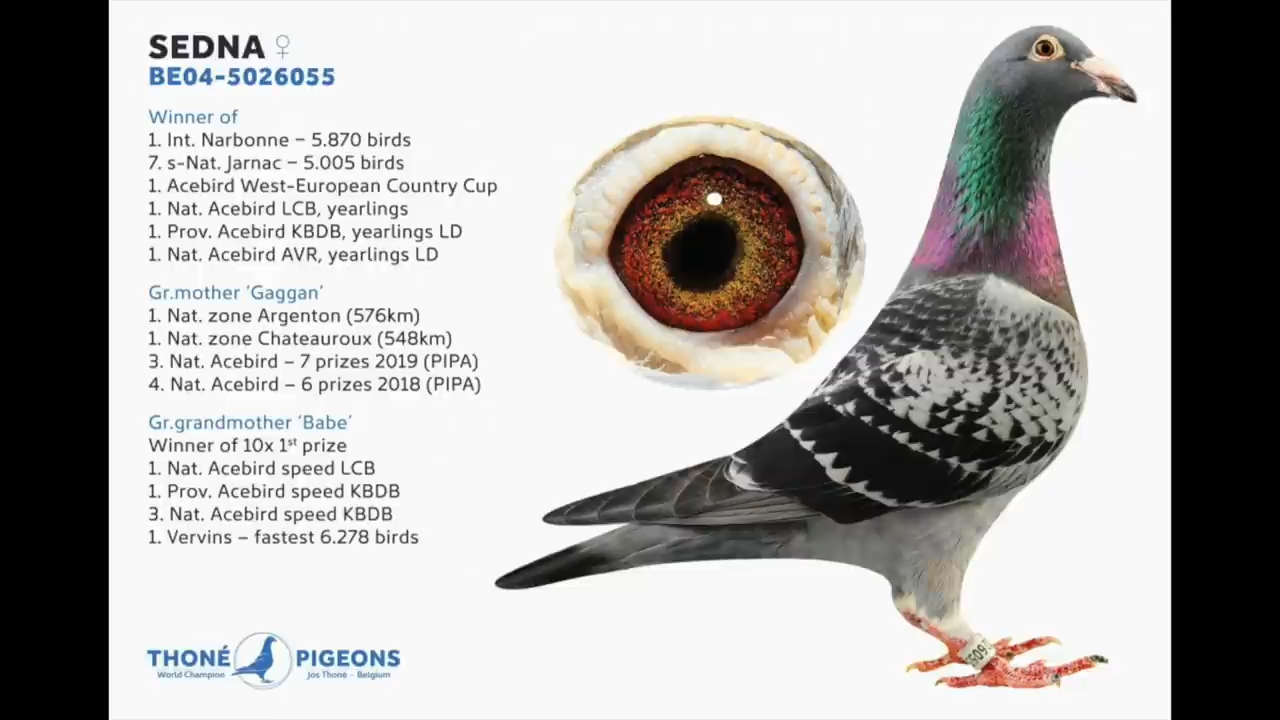 SEDNA ♀
BE04-5026055
Winner of
1. Int. Narbonne – 5.870 birds
7. s-Nat. Jarnac – 5.005 birds
1. Acebird West-European Country Cup
1. Nat. Acebird LCB, yearlings
1. Prov. Acebird KBDB, yearlings LD
1. Nat. Acebird AVR, yearlings LD
Gr.mother ‘Gaggan’
1. Nat. zone Argenton (576km)
1. Nat. zone Chateauroux (548km)
3. Nat. Acebird – 7 prizes 2019 (PIPA)
4. Nat. Acebird – 6 prizes 2018 (PIPA)
Gr.grandmother ‘Babe’
Winner of 10x 1st prize
1. Nat. Acebird speed LCB
1. Prov. Acebird speed KBDB
3. Nat. Acebird speed KBDB
1. Vervins – fastest 6.278 birds
THONÉ PIGEONS
World Champion Jos Thoné - Belgium